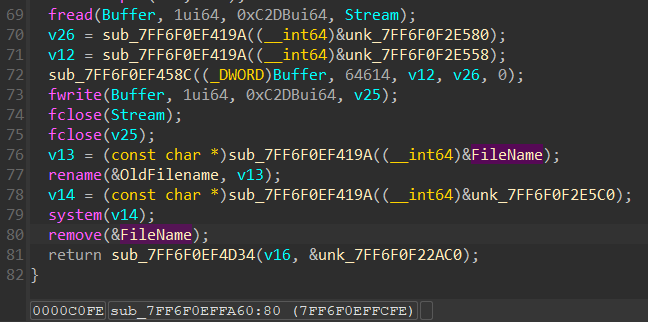 69 fread(Buffer, 1ui64, 0xC2DBui64, Stream);
70 v26 = sub_7FF6F0EF419A((__int64)&unk_7FF6F0F2E580);
71 v12 = sub_7FF6F0EF419A((__int64)&unk_7FF6F0F2E558);
72 sub_7FF6F0EF458C((_DWORD)Buffer, 64614, v12, v26, 0);
73 fwrite(Buffer, 1ui64, 0xC2DBui64, v25);
74 fclose(Stream);
75 fclose(v25);
76 v13 = (const char *)sub_7FF6F0EF419A((__int64)&FileName);
77 rename(&OldFilename, v13);
78 v14 = (const char *)sub_7FF6F0EF419A((__int64)&unk_7FF6F0F2E5C0);
79 system(v14);
80 remove(&FileName);
81 return sub_7FF6F0EF4D34(v16, &unk_7FF6F0F22AC0);
82 }
0000C0FE sub_7FF6F0EFFA60:80 (7FF6F0EFFCFE)